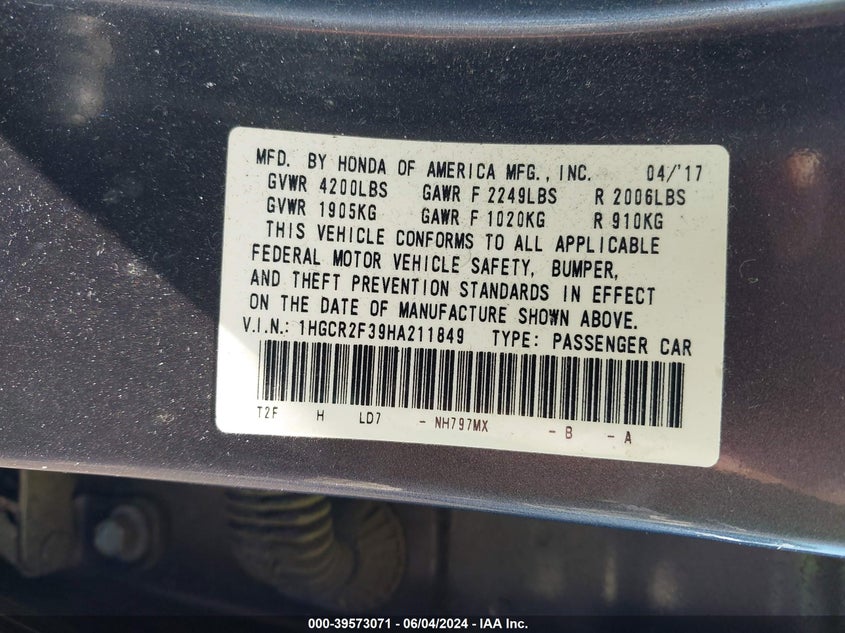 MFD. BY HONDA OF AMERICA MFG., INC. 04/'17
GVWR 4200LBS GAWR F 2249LBS R 2006LBS
GVWR 1905KG GAWR F 1020KG R 910KG
THIS VEHICLE CONFORMS TO ALL APPLICABLE
FEDERAL MOTOR VEHICLE SAFETY, BUMPER,
AND THEFT PREVENTION STANDARDS IN EFFECT
ON THE DATE OF MANUFACTURE SHOWN ABOVE.
V.I.N.: 1HGCR2F39HA211849 TYPE: PASSENGER CAR
T2F H LD7 - NH797MX - B - A
000-39573071 - 06/04/2024 - IAA Inc.